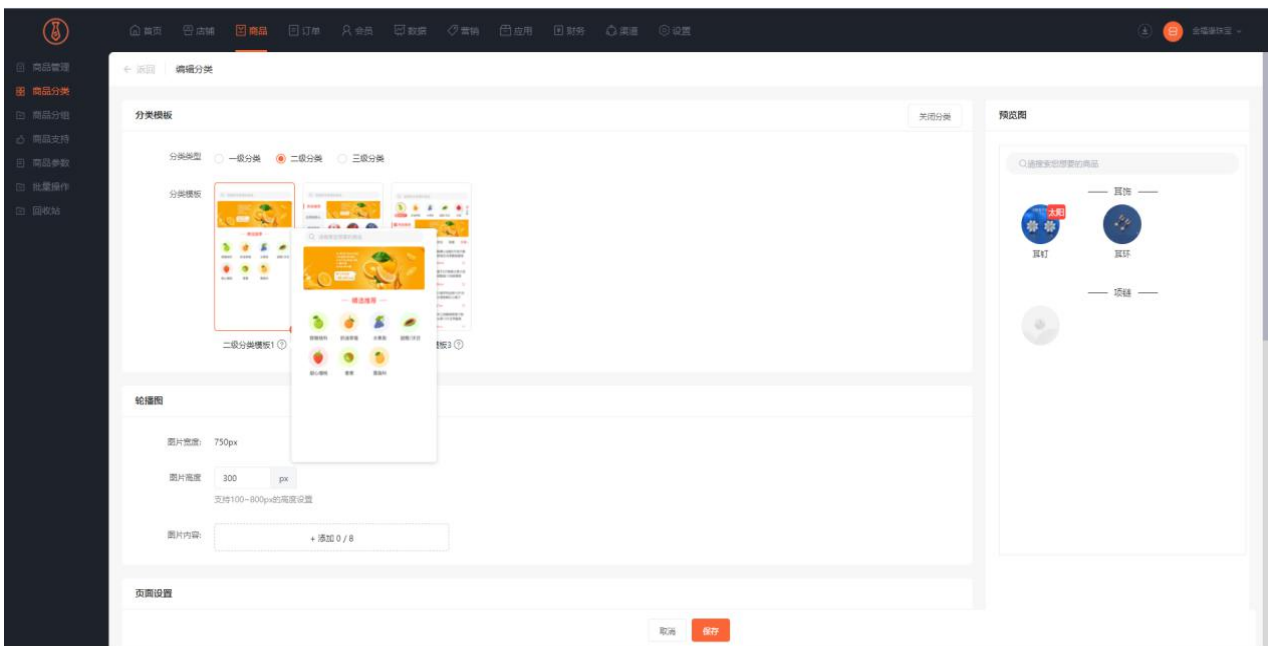 首页 店铺 商品 订单 会员 数据 营销 应用 财务 渠道 设置
商品管理
商品分类
商品分组
商品支持
商品参数
批量操作
回收站
← 返回 编辑分类
分类模板
关闭分类
分类类型 一级分类 二级分类 三级分类
分类模板
二级分类模板1
板3
精选推荐
轮播图
图片宽度: 750px
图片高度 300 px
支持100~800px的高度设置
图片内容: + 添加 0 / 8
页面设置
取消 保存
预览图
请搜索您想要的商品
耳饰
太阳
耳钉 耳环
项链